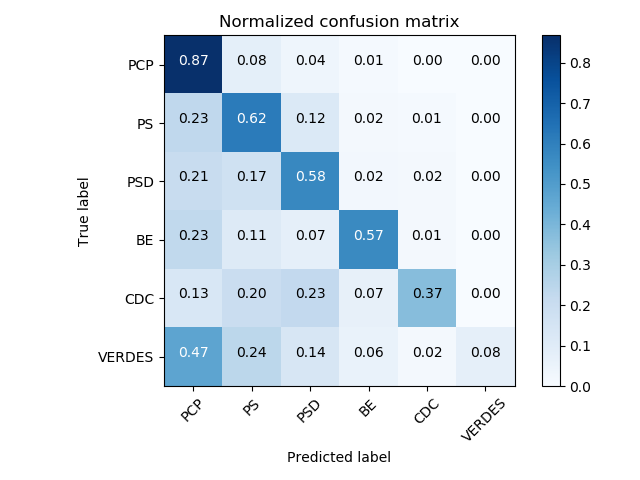 Normalized confusion matrix
PCP 0.87 0.08 0.04 0.01 0.00 0.00
PS 0.23 0.62 0.12 0.02 0.01 0.00
PSD 0.21 0.17 0.58 0.02 0.02 0.00
BE 0.23 0.11 0.07 0.57 0.01 0.00
CDC 0.13 0.20 0.23 0.07 0.37 0.00
VERDES 0.47 0.24 0.14 0.06 0.02 0.08
True label
PCP PS PSD BE CDC VERDES
Predicted label
0.8
0.7
0.6
0.5
0.4
0.3
0.2
0.1
0.0